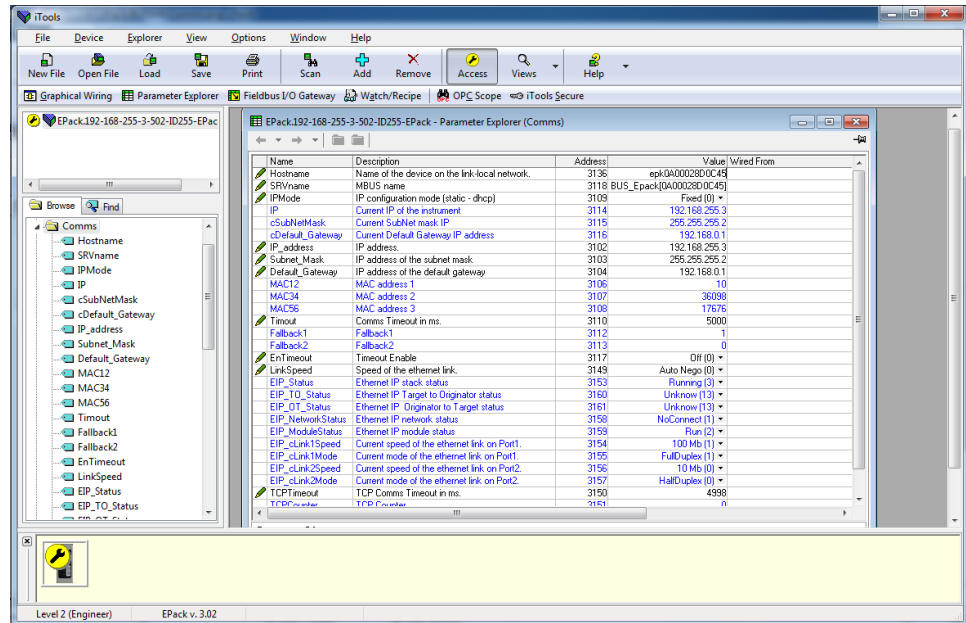 iTools
File Device Explorer View Options Window Help
New File Open File Load Save Print Scan Add Remove Access Views Help
Graphical Wiring Parameter Explorer Fieldbus I/O Gateway Watch/Recipe OPC Scope iTools Secure
EPack.192-168-255-3-502-ID255-EPac
Browse Find
Comms
Hostname
SRVname
IPMode
IP
cSubNetMask
cDefault_Gateway
IP_address
Subnet_Mask
Default_Gateway
MAC12
MAC34
MAC56
Timout
Fallback1
Fallback2
EnTimeout
LinkSpeed
EIP_Status
EIP_TO_Status
EPack.192-168-255-3-502-ID255-EPack - Parameter Explorer (Comms)
Name Description Address Value Wired From
Hostname Name of the device on the link-local network. 3136 epk0A00028D0C45
SRVname MBUS name 3118 BUS_Epack[0A00028D0C45]
IPMode IP configuration mode (static - dhcp) 3109 Fixed (0)
IP Current IP of the instrument 3114 192.168.255.3
cSubNetMask Current SubNet mask IP 3115 255.255.255.2
cDefault_Gateway Current Default Gateway IP address 3116 192.168.0.1
IP_address IP address. 3102 192.168.255.3
Subnet_Mask IP address of the subnet mask 3103 255.255.255.2
Default_Gateway IP address of the default gateway 3104 192.168.0.1
MAC12 MAC address 1 3106 10
MAC34 MAC address 2 3107 36098
MAC56 MAC address 3 3108 17676
Timout Comms Timeout in ms. 3110 5000
Fallback1 Fallback1 3112 1
Fallback2 Fallback2 3113 0
EnTimeout Timeout Enable 3117 Off (0)
LinkSpeed Speed of the ethernet link. 3149 Auto Nego (0)
EIP_Status Ethernet IP stack status 3153 Running (3)
EIP_TO_Status Ethernet IP Target to Originator status 3160 Unknow (13)
EIP_OT_Status Ethernet IP Originator to Target status 3161 Unknow (13)
EIP_NetworkStatus Ethernet IP network status 3158 NoConnect (1)
EIP_ModuleStatus Ethernet IP module status 3159 Run (2)
EIP_cLink1Speed Current speed of the ethernet link on Port1. 3154 100 Mb (1)
EIP_cLink1Mode Current mode of the ethernet link on Port1. 3155 FullDuplex (1)
EIP_cLink2Speed Current speed of the ethernet link on Port2. 3156 10 Mb (0)
EIP_cLink2Mode Current mode of the ethernet link on Port2. 3157 HalfDuplex (0)
TCPTimeout TCP Comms Timeout in ms. 3150 4998
TCPCounter TCP Counter 3151 0
Level 2 (Engineer) EPack v. 3.02